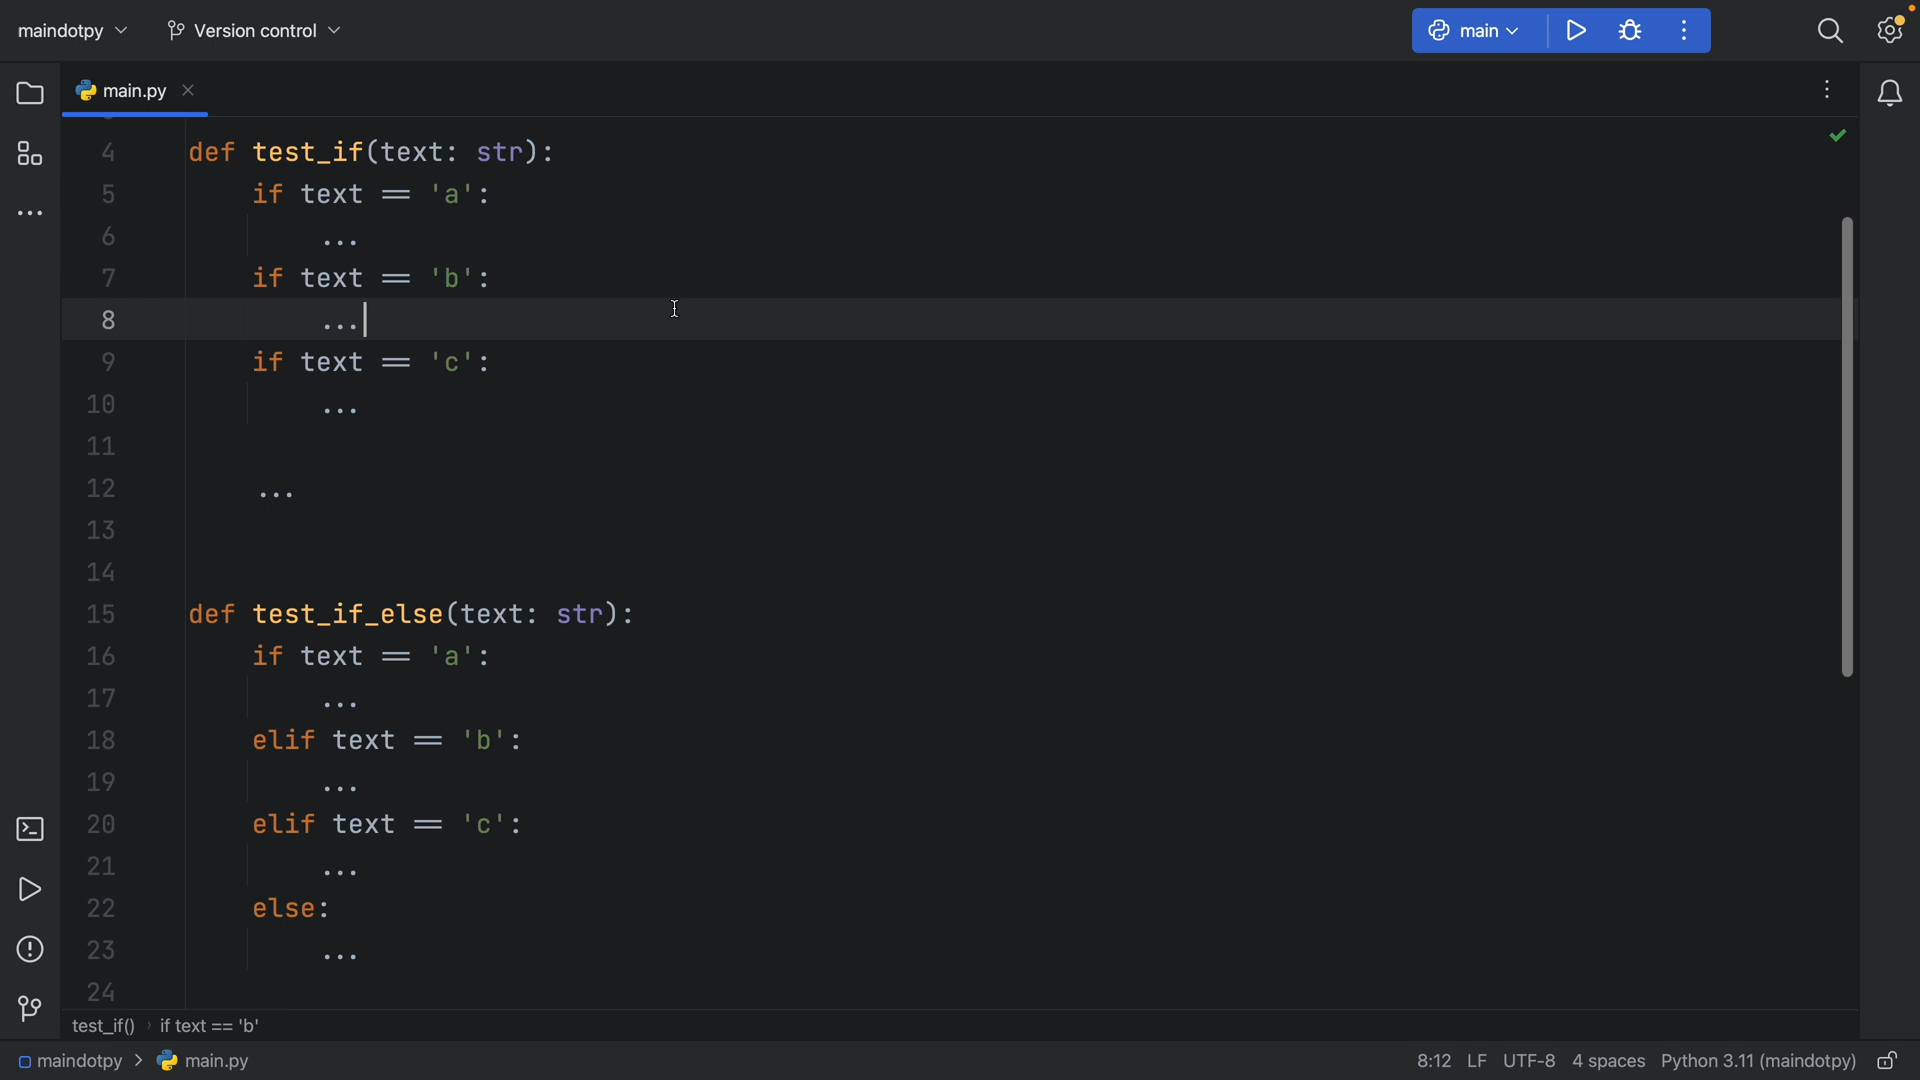 maindotpy
Version control
main
main.py
4 def test_if(text: str):
5 if text == 'a':
6 ...
7 if text == 'b':
8 ...
9 if text == 'c':
10 ...
11
12 ...
13
14
15 def test_if_else(text: str):
16 if text == 'a':
17 ...
18 elif text == 'b':
19 ...
20 elif text == 'c':
21 ...
22 else:
23 ...
24
test_if() › if text == 'b'
maindotpy > main.py
8:12 LF UTF-8 4 spaces Python 3.11 (maindotpy)